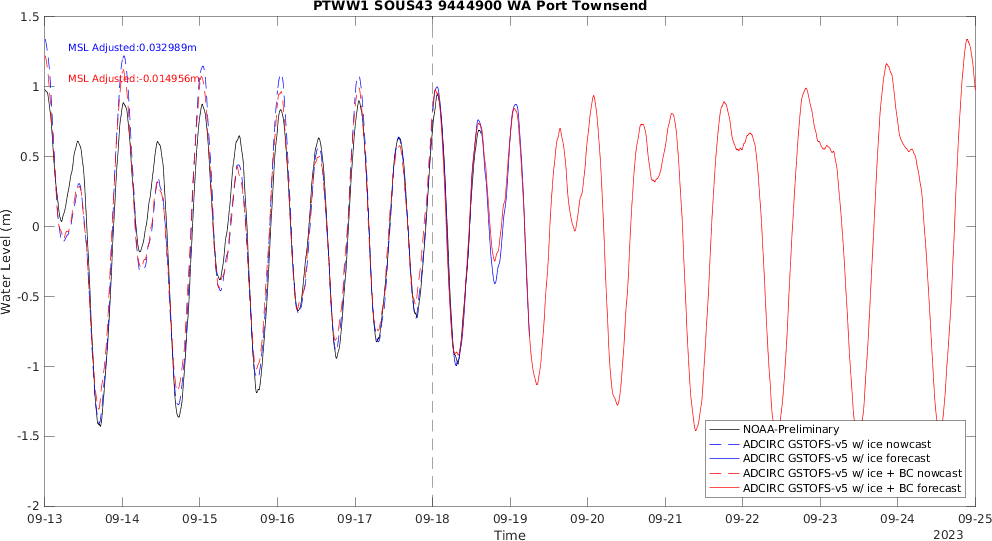 PTWW1 SOUS43 9444900 WA Port Townsend
MSL Adjusted:0.032989m
MSL Adjusted:-0.014956m
Water Level (m)
1.5
1
0.5
0
-0.5
-1
-1.5
-2
NOAA-Preliminary
ADCIRC GSTOFS-v5 w/ ice nowcast
ADCIRC GSTOFS-v5 w/ ice forecast
ADCIRC GSTOFS-v5 w/ ice + BC nowcast
ADCIRC GSTOFS-v5 w/ ice + BC forecast
09-13 09-14 09-15 09-16 09-17 09-18 09-19 09-20 09-21 09-22 09-23 09-24 09-25
Time
2023